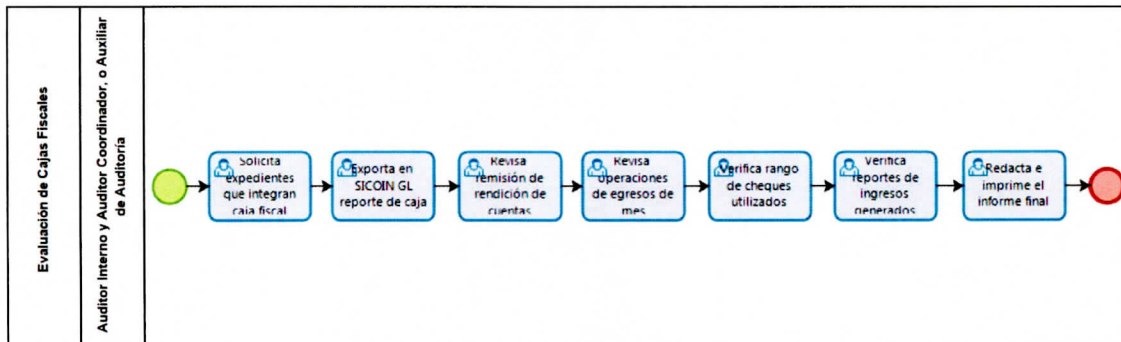 Evaluación de Cajas Fiscales
Auditor Interno y Auditor Coordinador, o Auxiliar
de Auditoría
Solicita
expedientes
que integran
caja fiscal
Exporta en
SICOIN GL
reporte de caja
Revisa
remisión de
rendición de
cuentas
Revisa
operaciones
de egresos de
mes
Verifica rango
de cheques
utilizados
Verifica
reportes de
ingresos
generados
Redacta e
imprime el
informe final